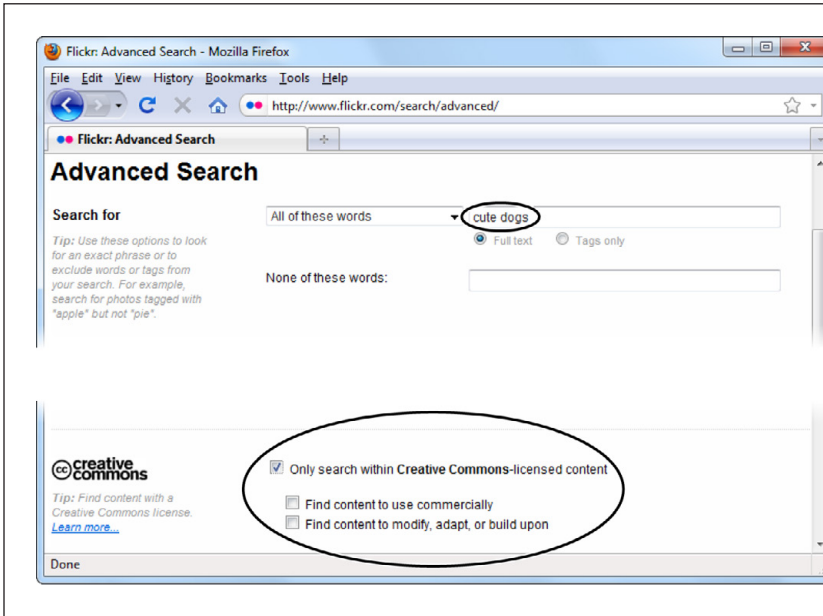 Flickr: Advanced Search - Mozilla Firefox
File Edit View History Bookmarks Tools Help
http://www.flickr.com/search/advanced/
Flickr: Advanced Search
Advanced Search
Search for
All of these words
cute dogs
Tip: Use these options to look
for an exact phrase or to
exclude words or tags from
your search. For example,
search for photos tagged with
"apple" but not "pie".
Full text Tags only
None of these words:
cc creative
commons
Tip: Find content with a
Creative Commons license.
Learn more...
Only search within Creative Commons-licensed content
Find content to use commercially
Find content to modify, adapt, or build upon
Done